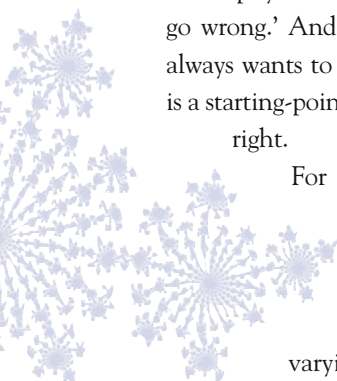 go wrong.' And
always wants to
is a starting-poin
right.
For
varyi